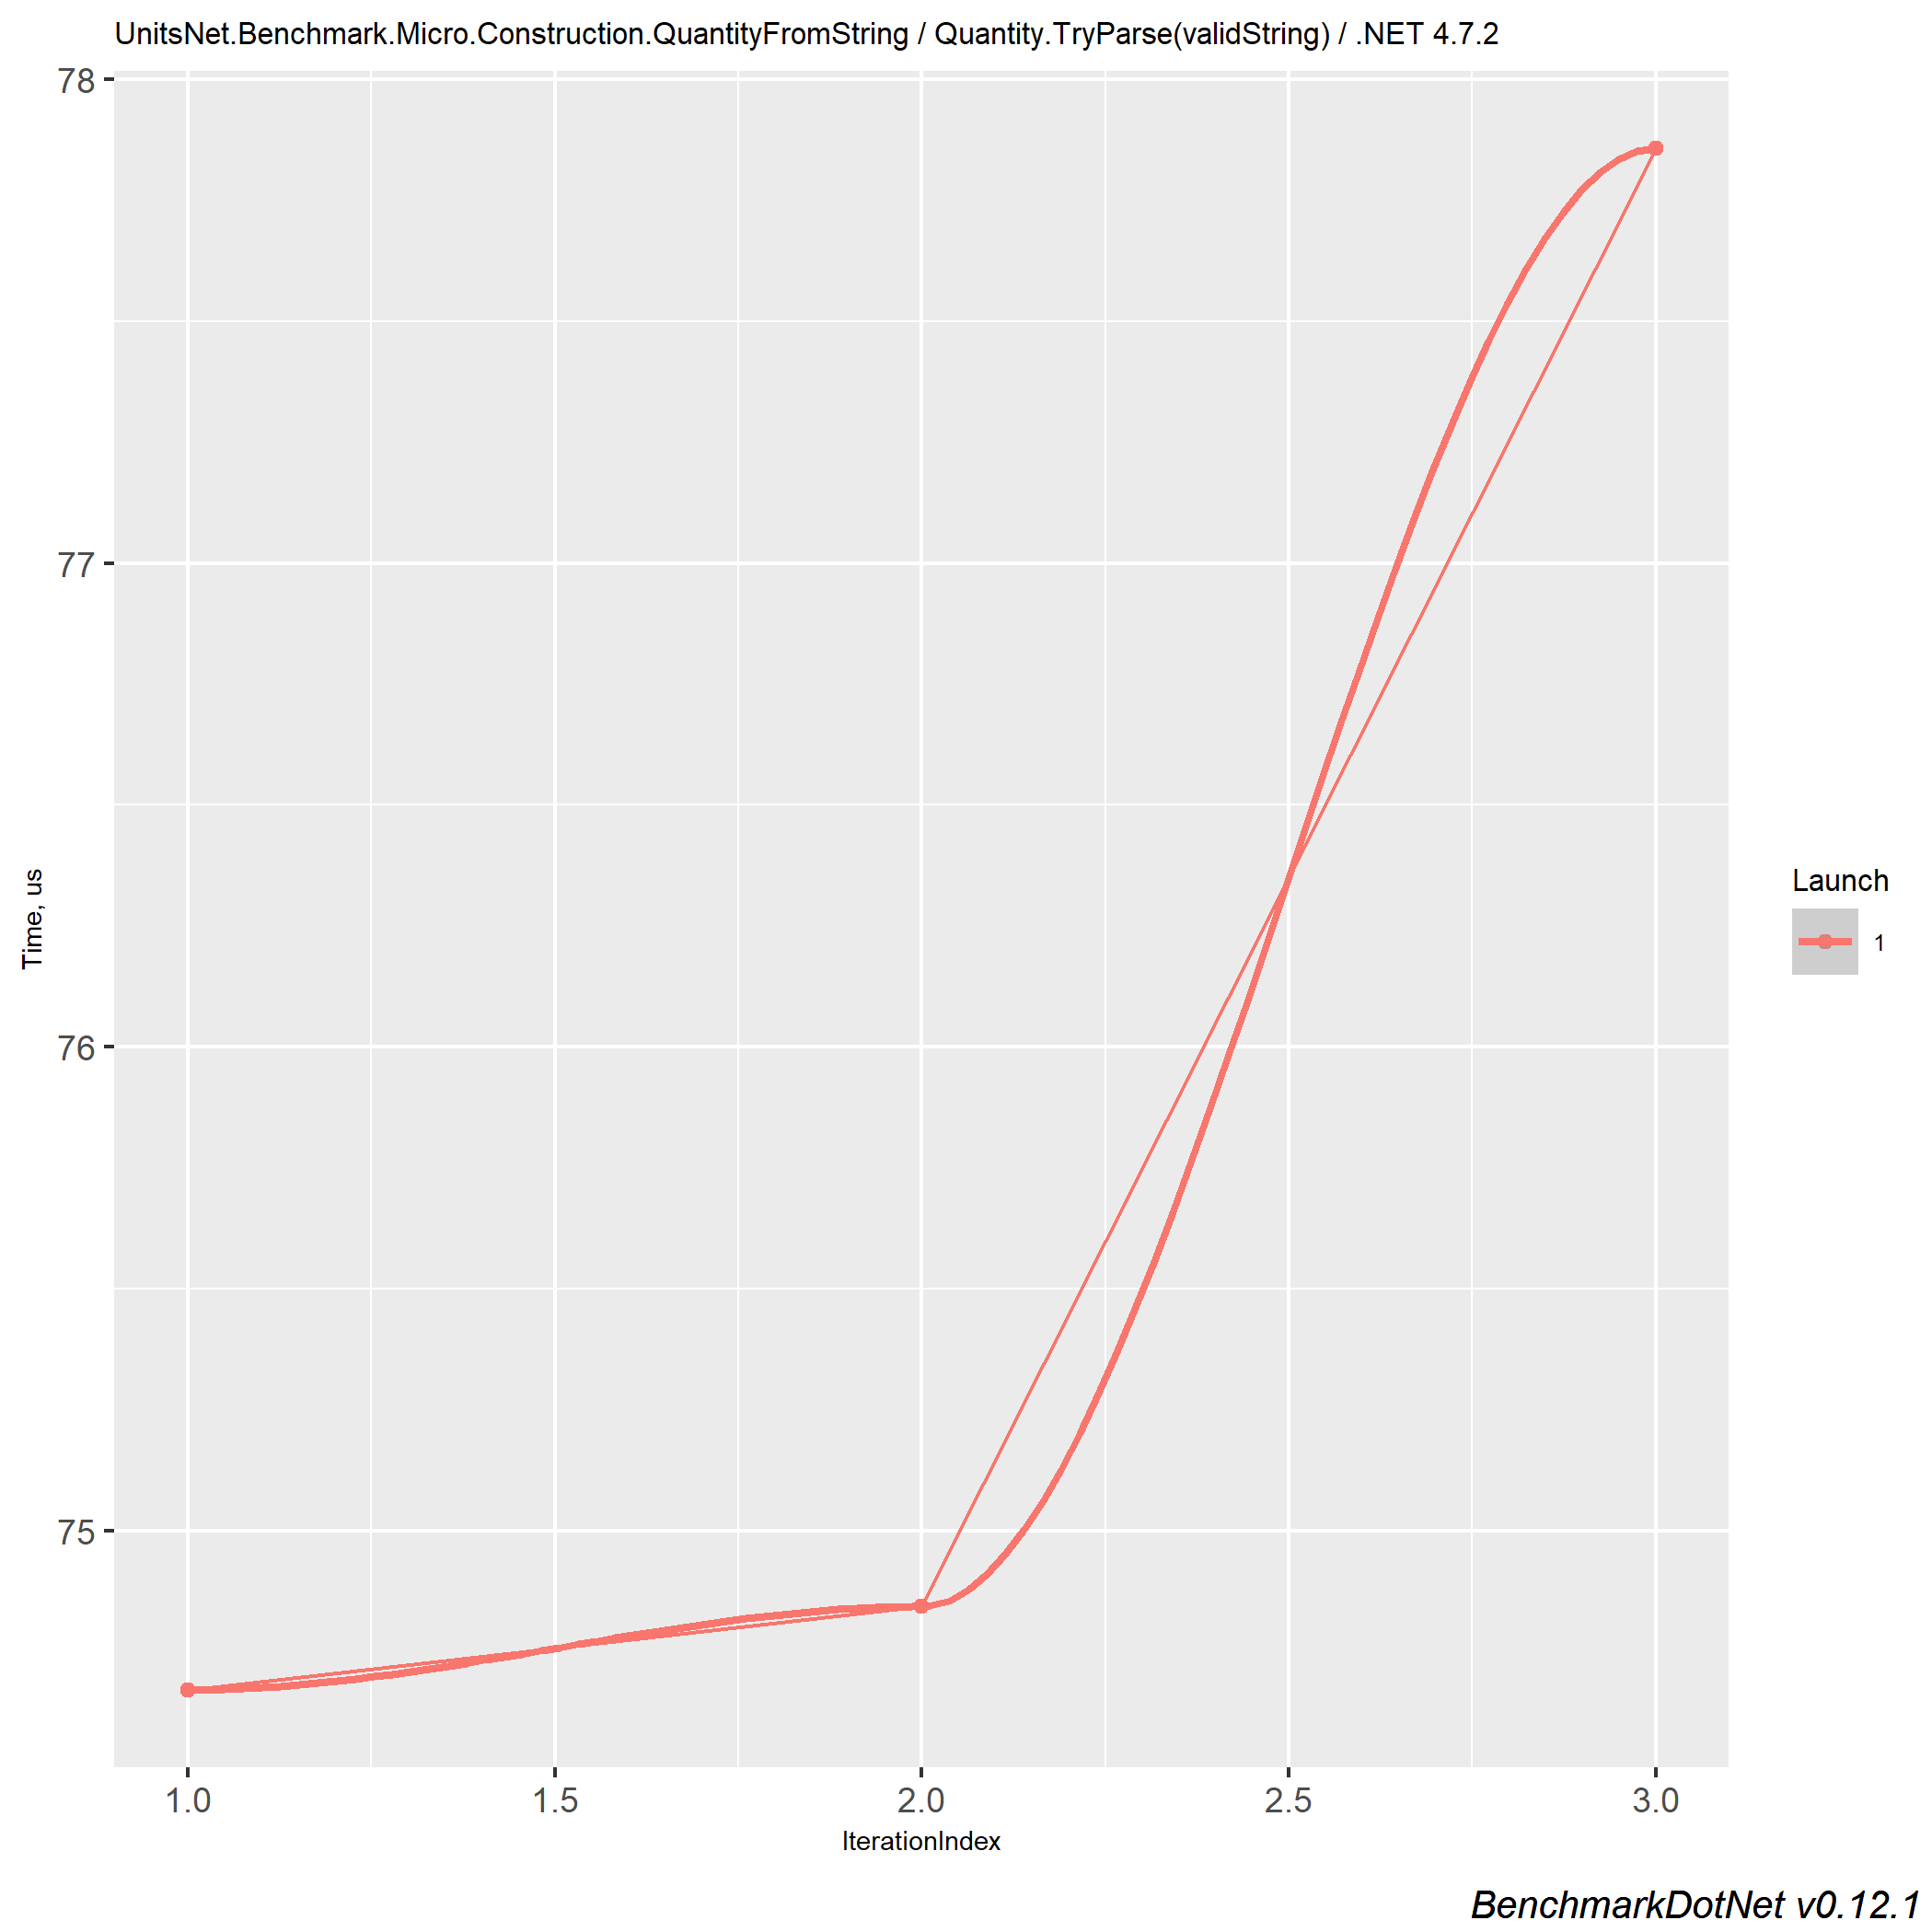 UnitsNet.Benchmark.Micro.Construction.QuantityFromString / Quantity.TryParse(validString) / .NET 4.7.2
78
77
76
75
Time, us
1.0 1.5 2.0 2.5 3.0
IterationIndex
Launch
1
BenchmarkDotNet v0.12.1